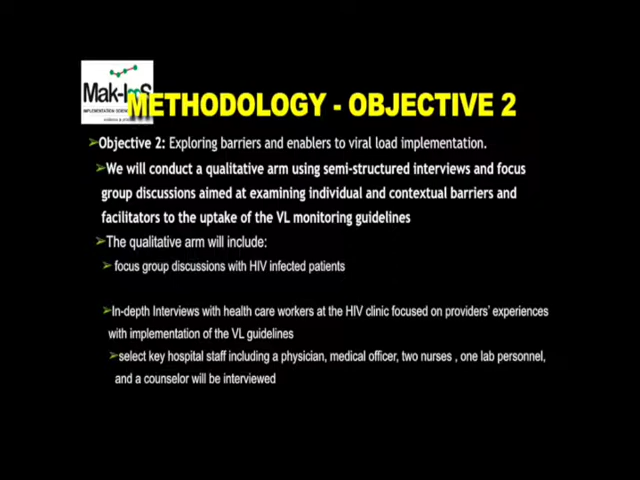 Mak-ImS
METHODOLOGY - OBJECTIVE 2
➢Objective 2: Exploring barriers and enablers to viral load implementation.
➢We will conduct a qualitative arm using semi-structured interviews and focus
group discussions aimed at examining individual and contextual barriers and
facilitators to the uptake of the VL monitoring guidelines
➢The qualitative arm will include:
➢ focus group discussions with HIV infected patients
➢In-depth Interviews with health care workers at the HIV clinic focused on providers' experiences
with implementation of the VL guidelines
➢select key hospital staff including a physician, medical officer, two nurses , one lab personnel,
and a counselor will be interviewed